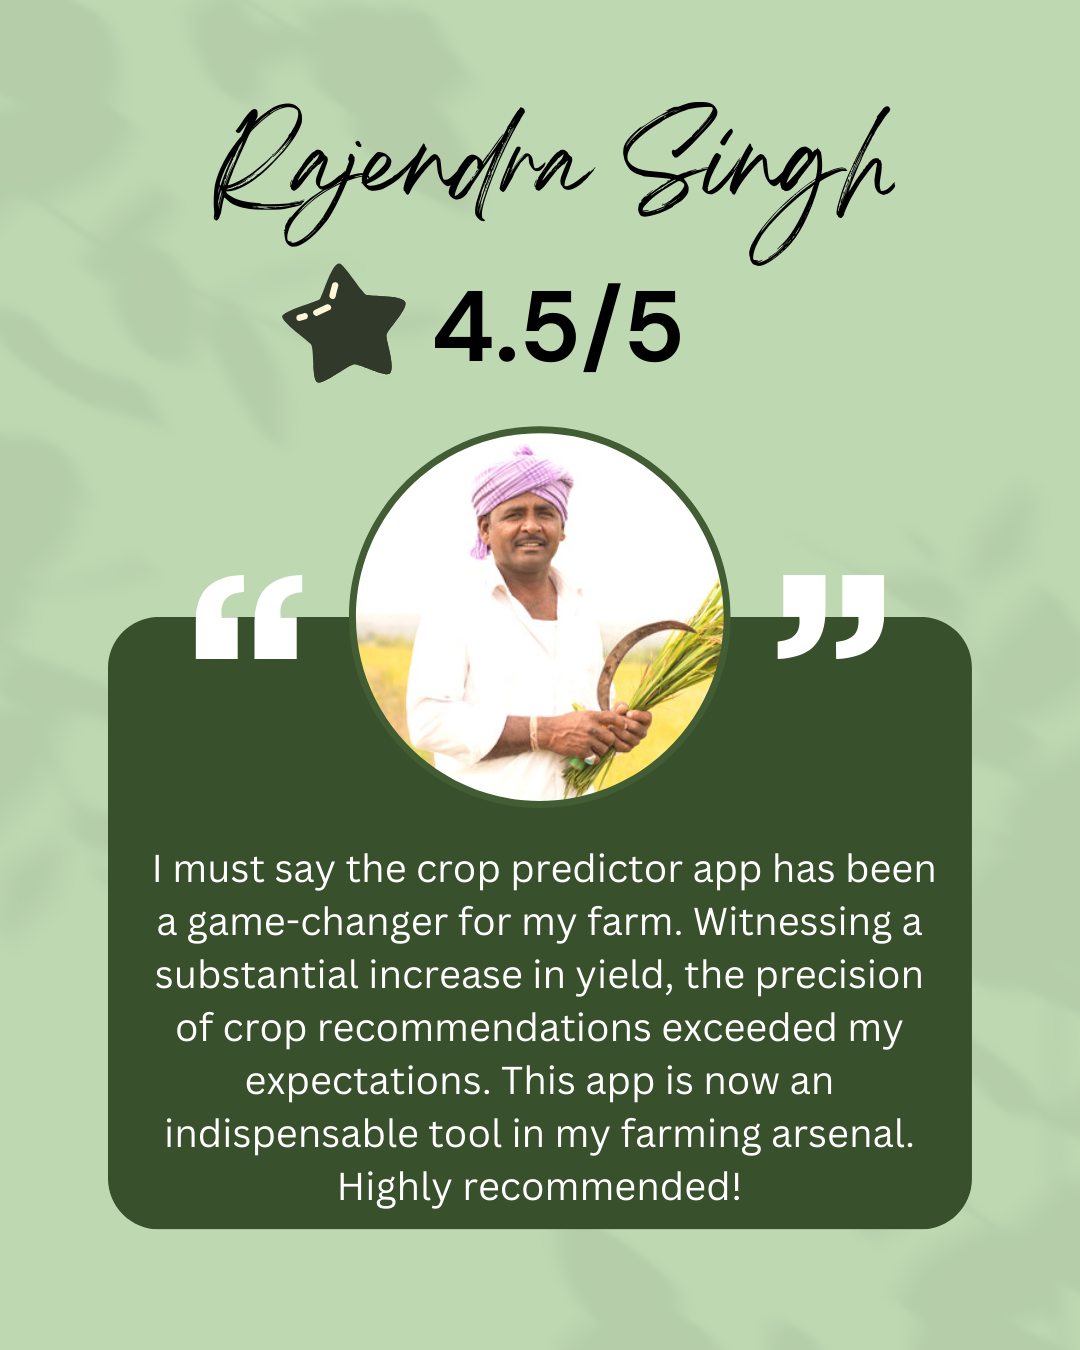 Rajendra Singh
4.5/5
“ ”
I must say the crop predictor app has been
a game-changer for my farm. Witnessing a
substantial increase in yield, the precision
of crop recommendations exceeded my
expectations. This app is now an
indispensable tool in my farming arsenal.
Highly recommended!